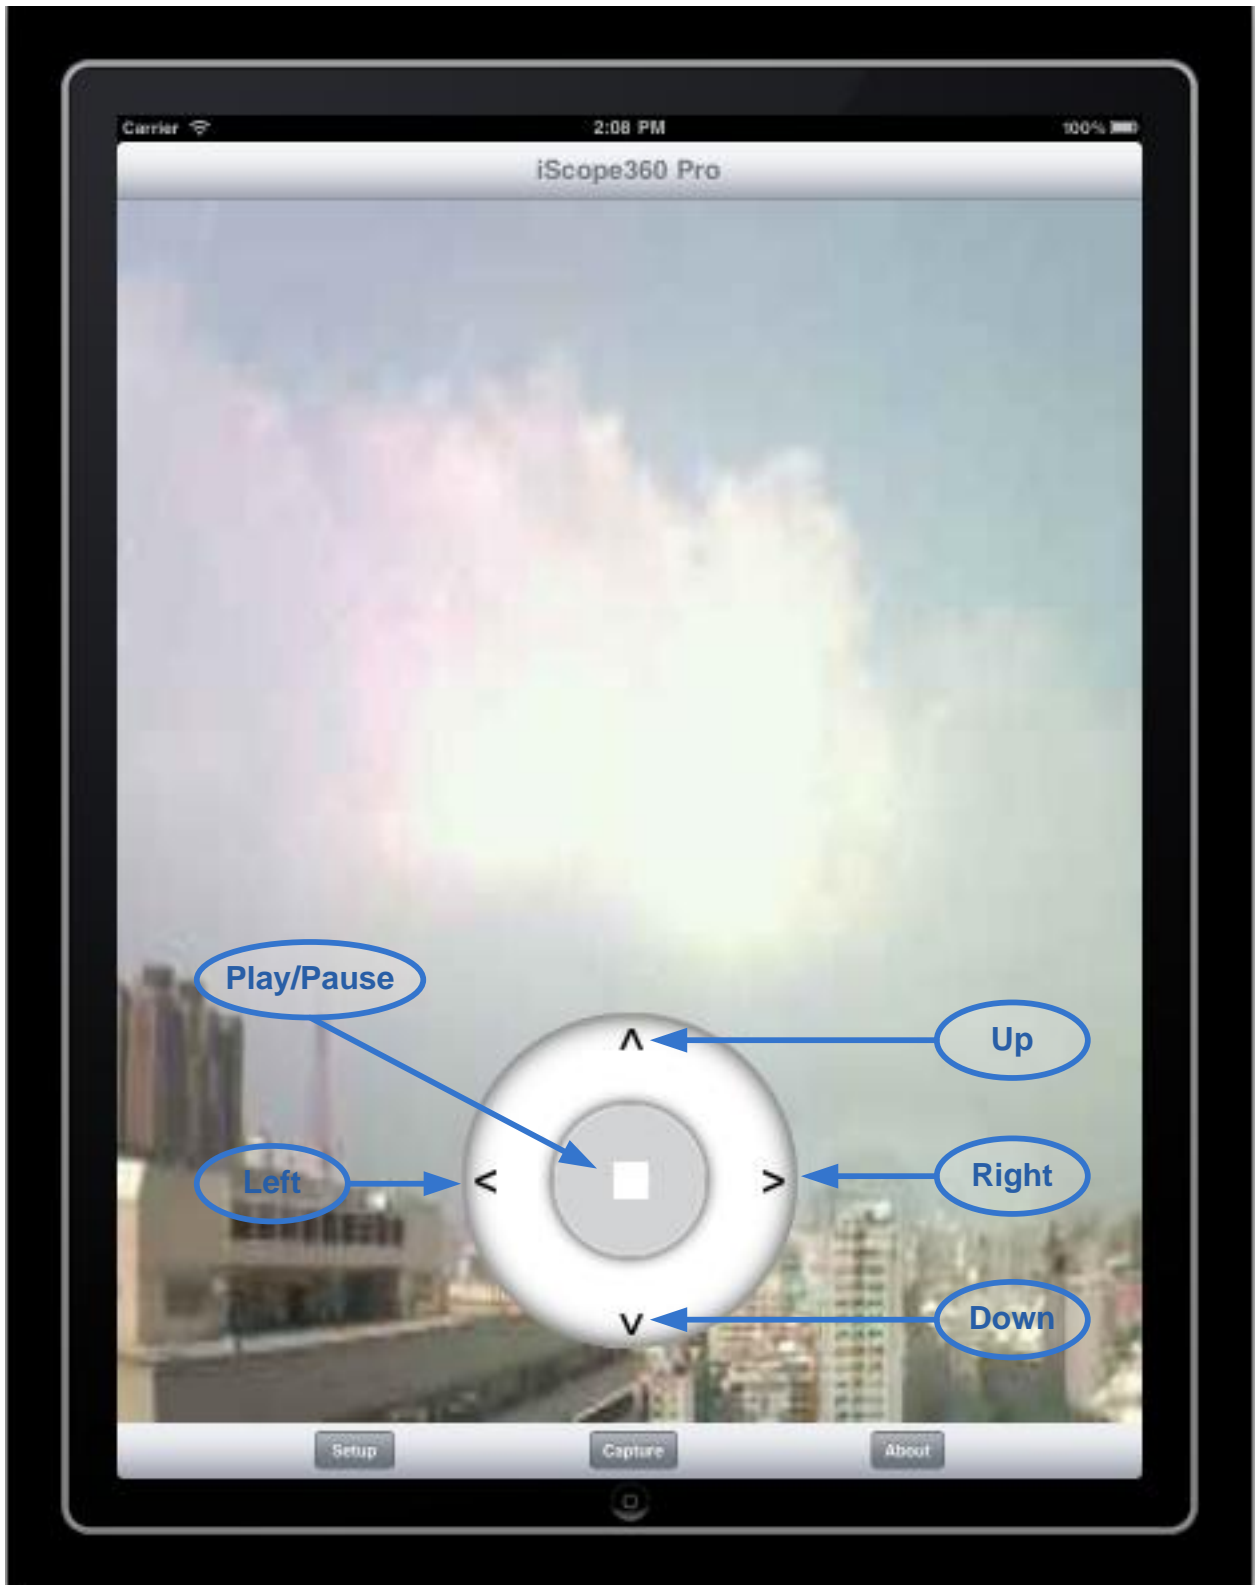 Carrier 2:08 PM 100%
iScope360 Pro
Play/Pause
Up
Left
Right
Down
Setup Capture About